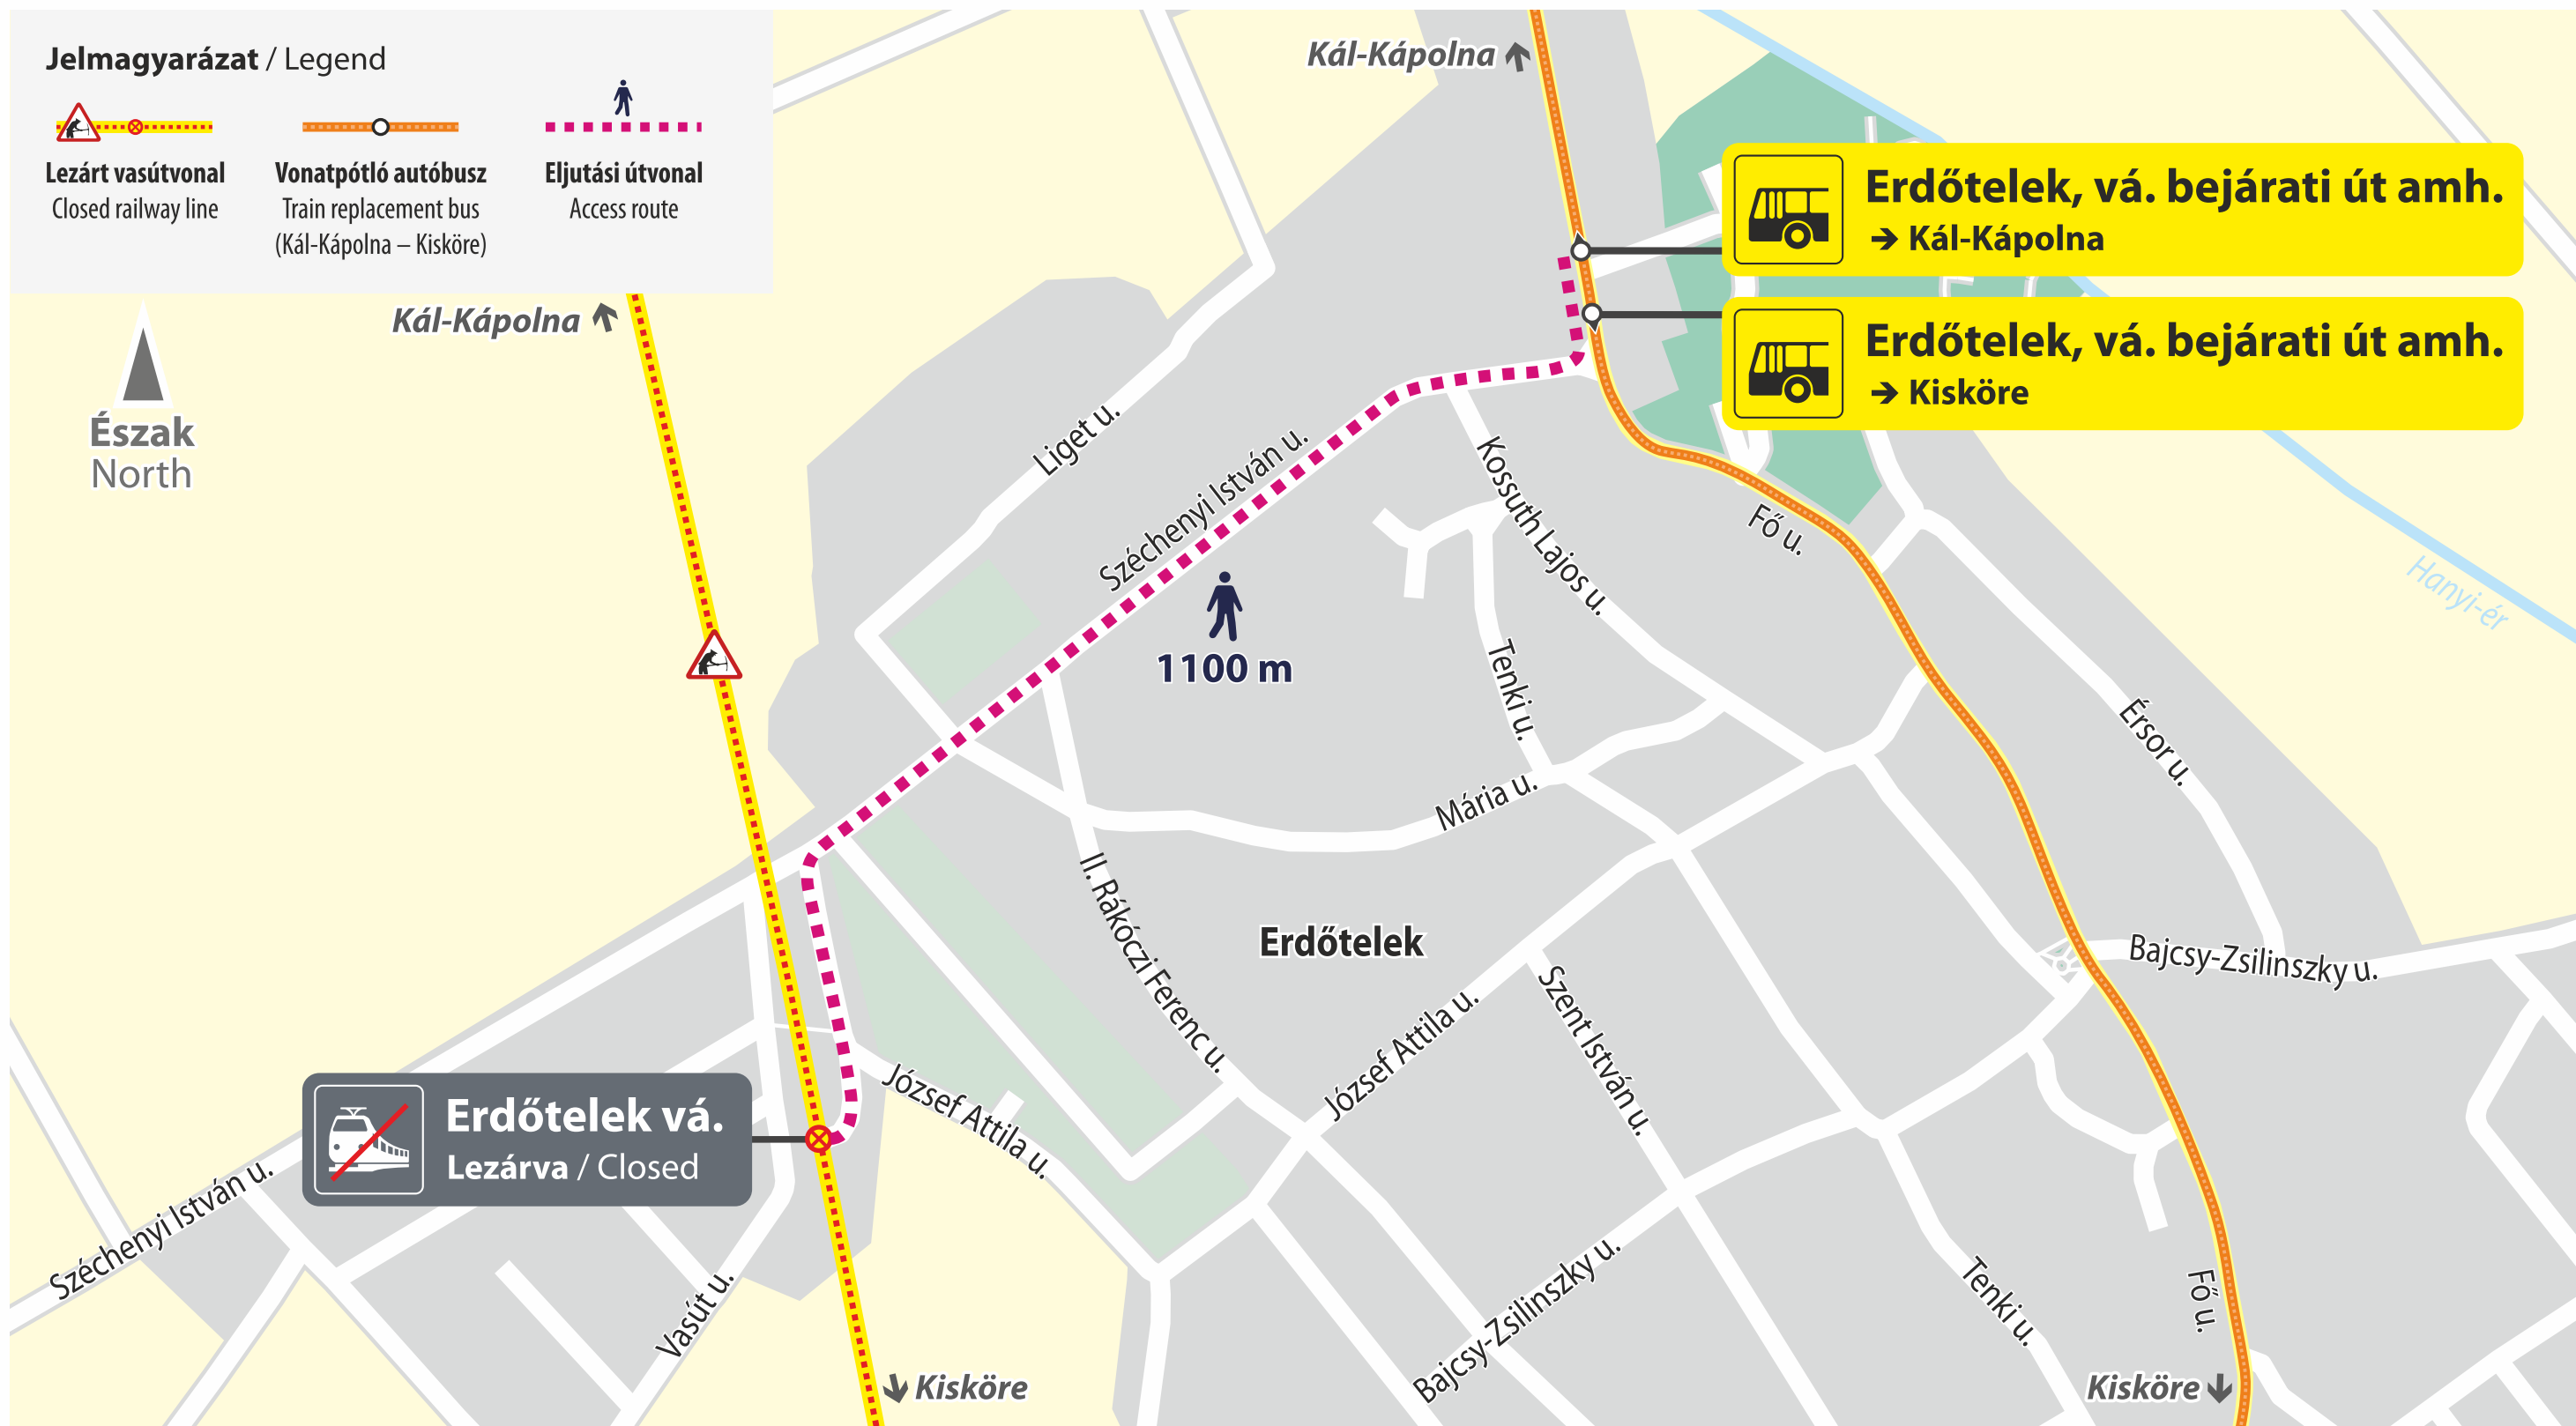 Jelmagyarázat / Legend
Lezárt vasútvonal
Closed railway line
Vonatpótló autóbusz
Train replacement bus
(Kál-Kápolna – Kisköre)
Eljutási útvonal
Access route
Észak
North
Kál-Kápolna
Kál-Kápolna
Erdőtelek, vá. bejárati út amh.
→ Kál-Kápolna
Erdőtelek, vá. bejárati út amh.
→ Kisköre
Liget u.
Széchenyi István u.
Kossuth Lajos u.
Fő u.
Hanyi-ér
1100 m
Tenki u.
Érsor u.
Mária u.
II. Rákóczi Ferenc u.
Erdőtelek
Bajcsy-Zsilinszky u.
József Attila u.
Szent István u.
József Attila u.
Erdőtelek vá.
Lezárva / Closed
Széchenyi István u.
Vasút u.
Bajcsy-Zsilinszky u.
Tenki u.
Fő u.
Kisköre
Kisköre